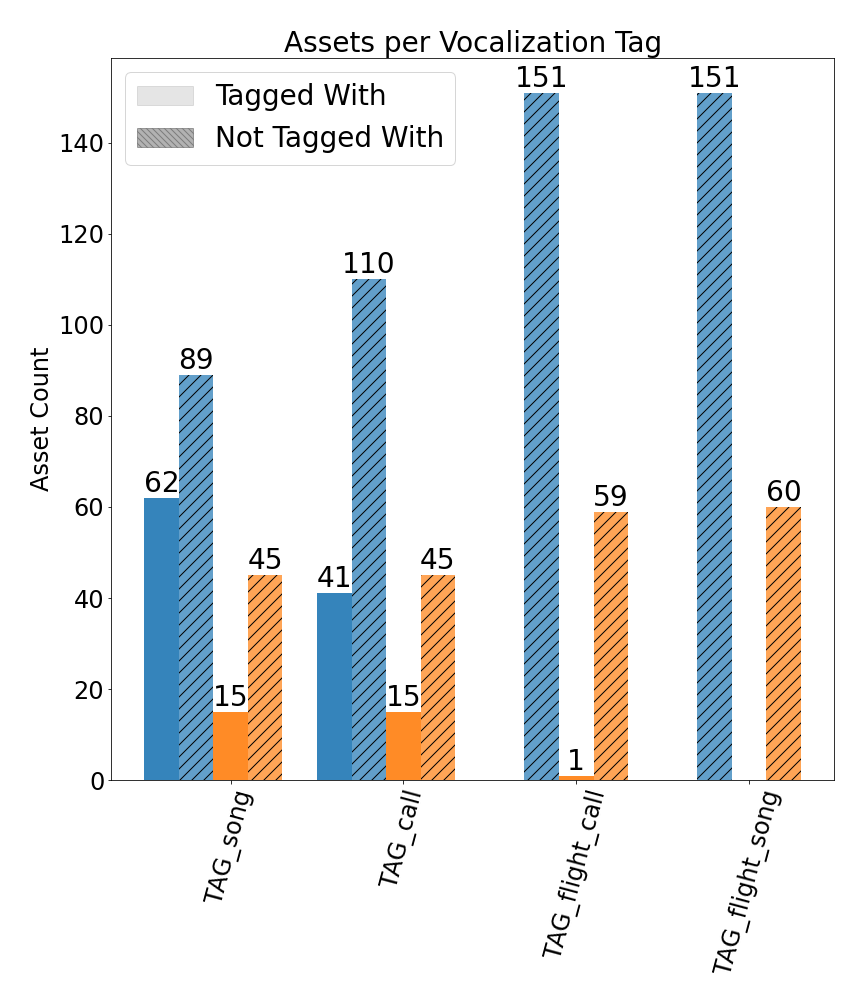 Assets per Vocalization Tag
Tagged With
Not Tagged With
Asset Count
140
120
100
80
60
40
20
0
62
89
15
45
41
110
15
45
151
1
59
151
60
TAG_song
TAG_call
TAG_flight_call
TAG_flight_song